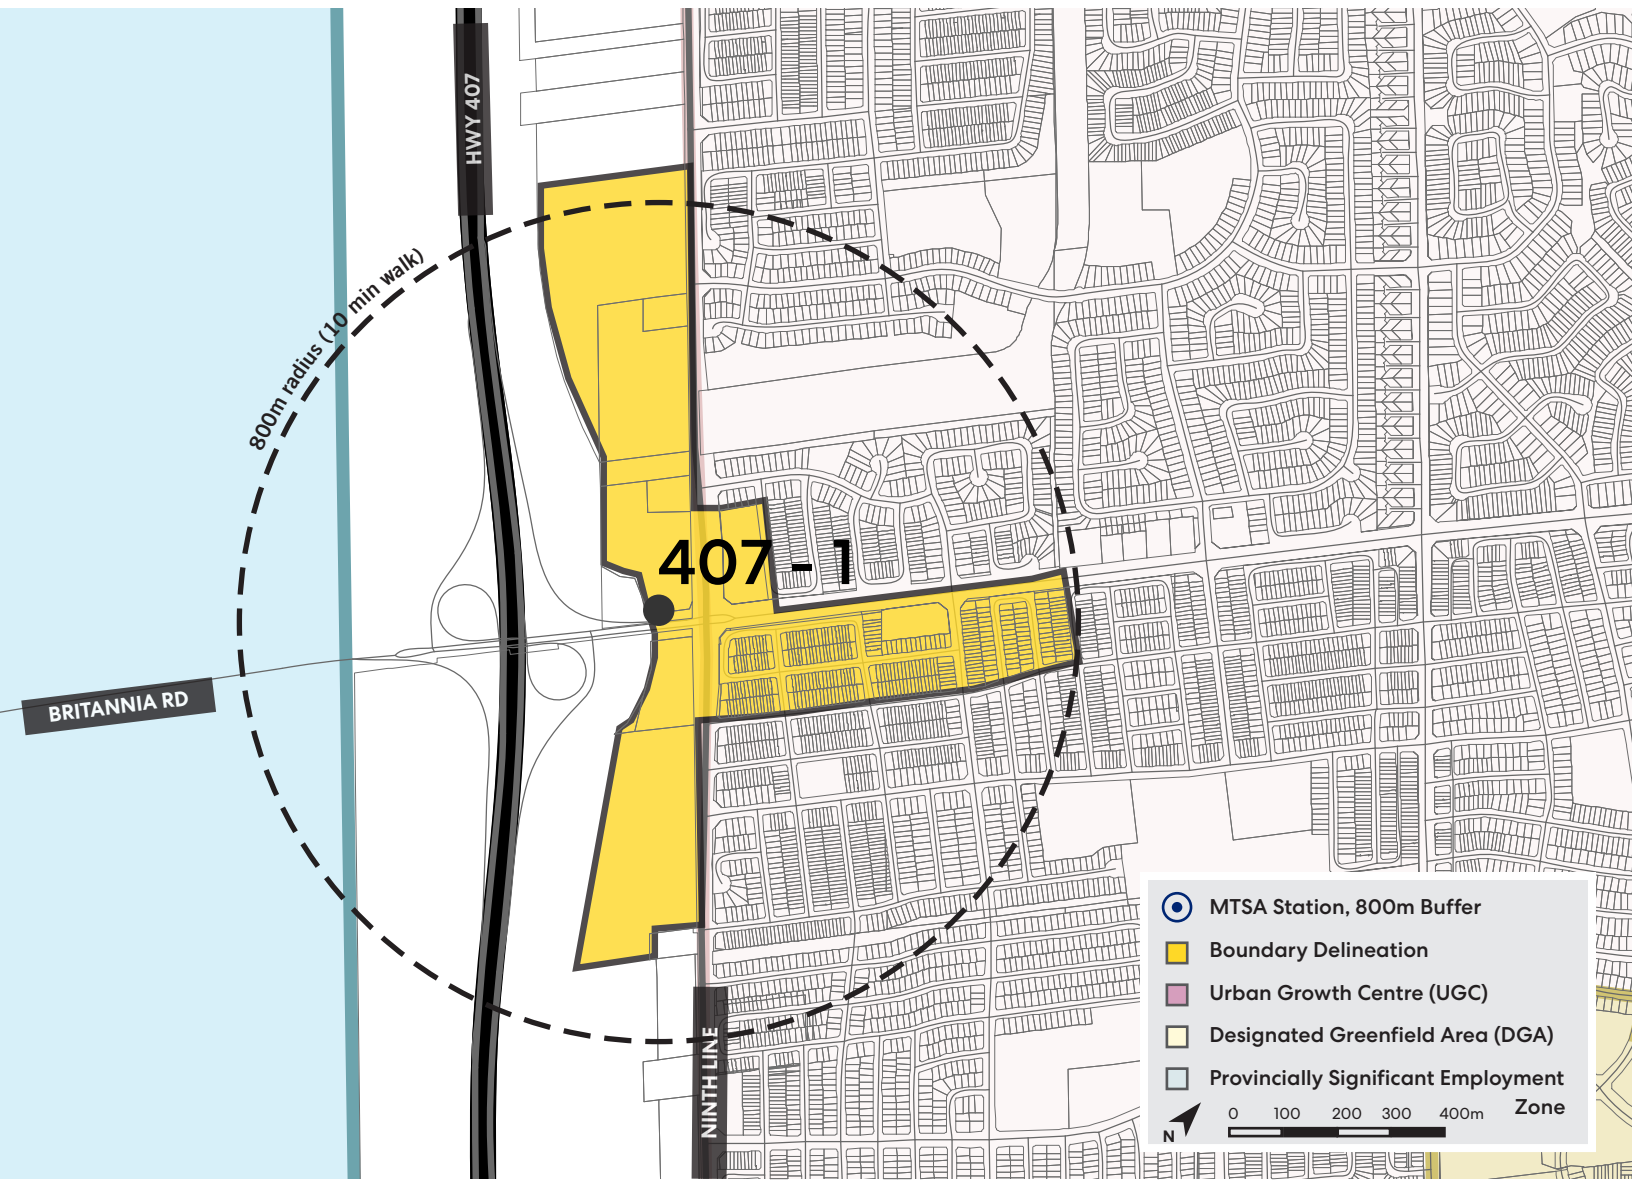 HWY 407
800m radius (10 min walk)
407 - 1
BRITANNIA RD
NINTH LINE
MTSA Station, 800m Buffer
Boundary Delineation
Urban Growth Centre (UGC)
Designated Greenfield Area (DGA)
Provincially Significant Employment
Zone
N
0 100 200 300 400m